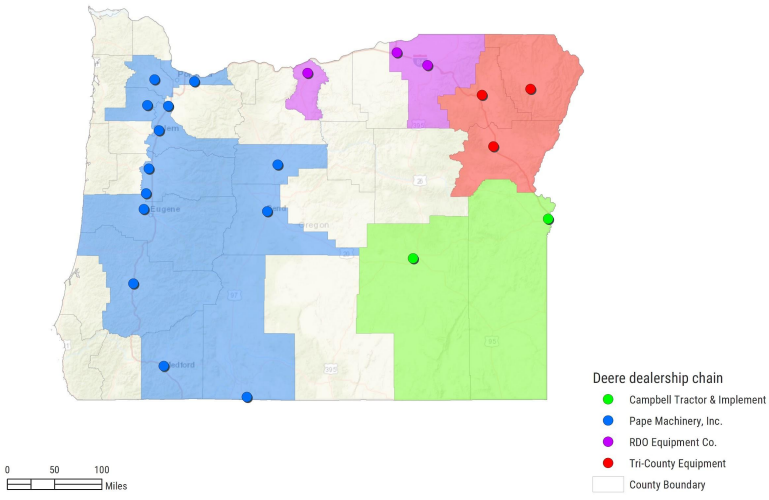 Eugene
Oregon
Deere dealership chain
Campbell Tractor & Implement
Pape Machinery, Inc.
RDO Equipment Co.
Tri-County Equipment
County Boundary
0 50 100
Miles